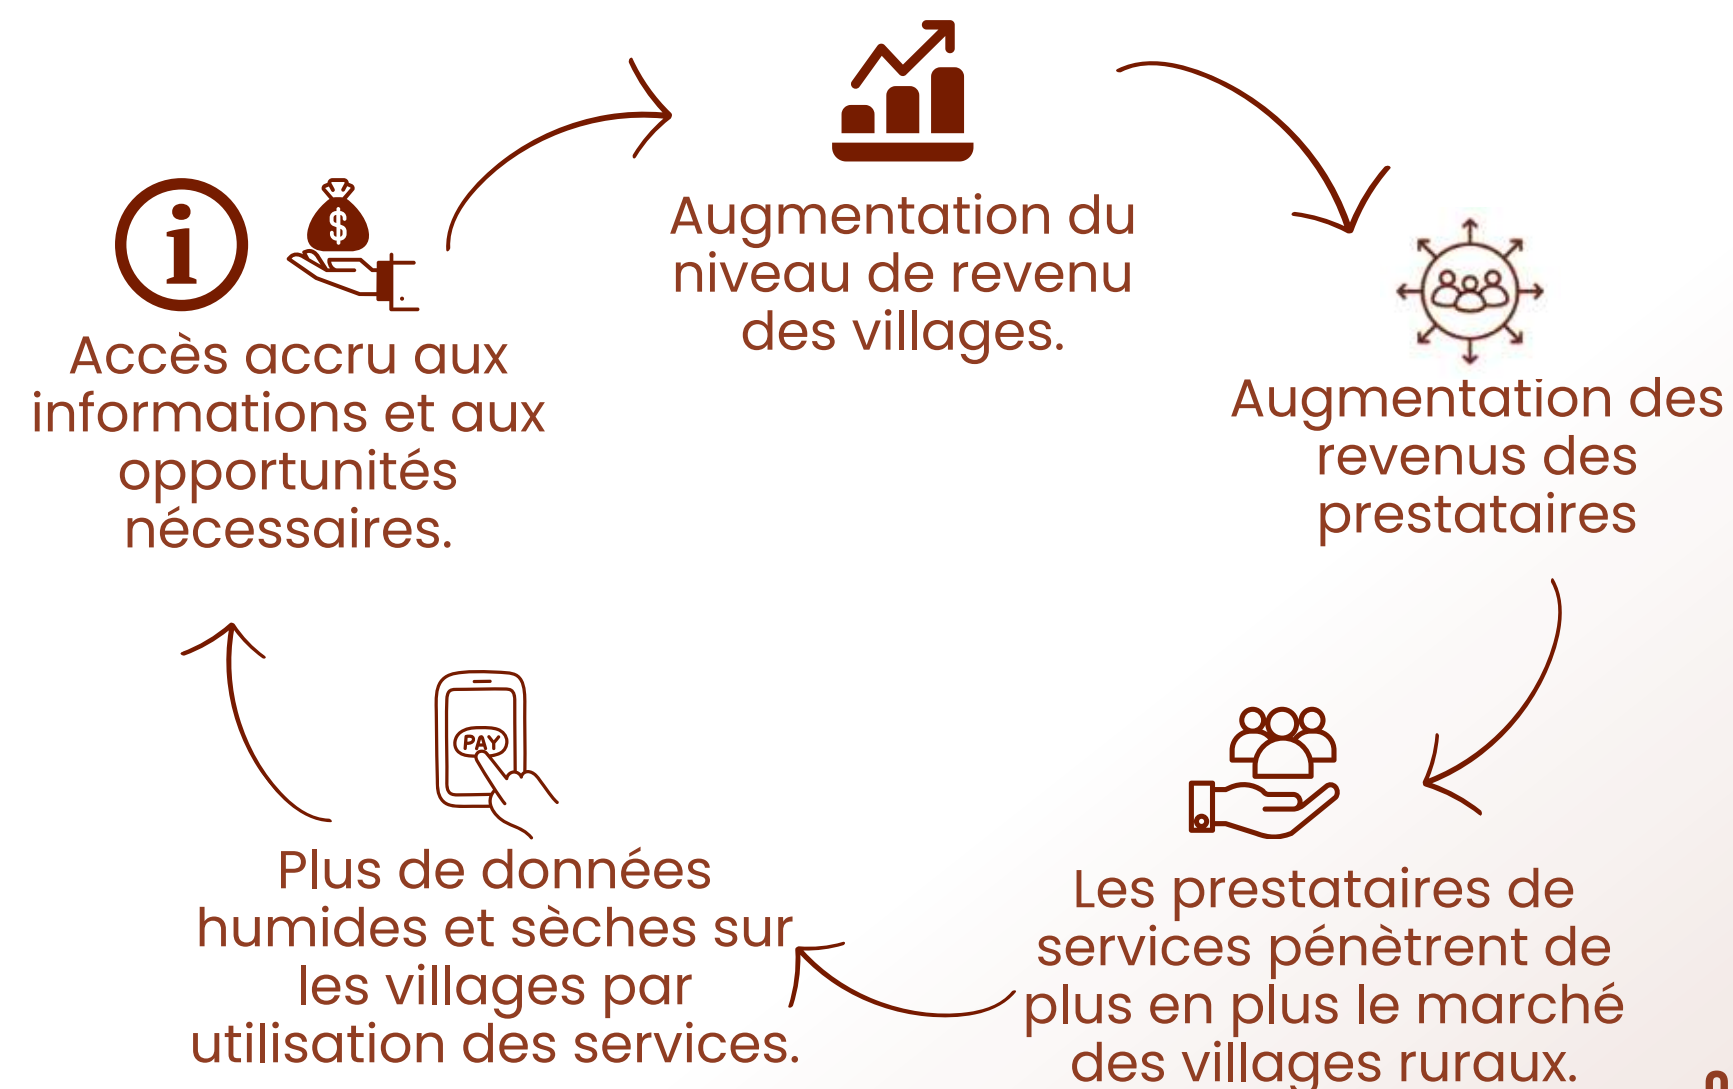 Augmentation du
niveau de revenu
des villages.
$
i
Accès accru aux
informations et aux
opportunités
nécessaires.
Augmentation des
revenus des
prestataires
PAY
Plus de données
humides et sèches sur
les villages par
utilisation des services.
Les prestataires de
services pénètrent de
plus en plus le marché
des villages ruraux.